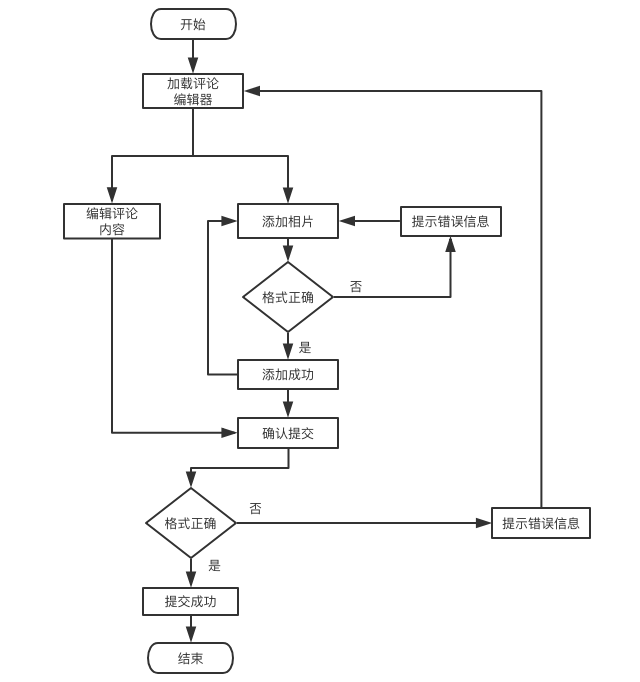 开始
加载评论
编辑器
编辑评论
内容
添加相片
提示错误信息
格式正确
否
是
添加成功
确认提交
格式正确
否
提示错误信息
是
提交成功
结束